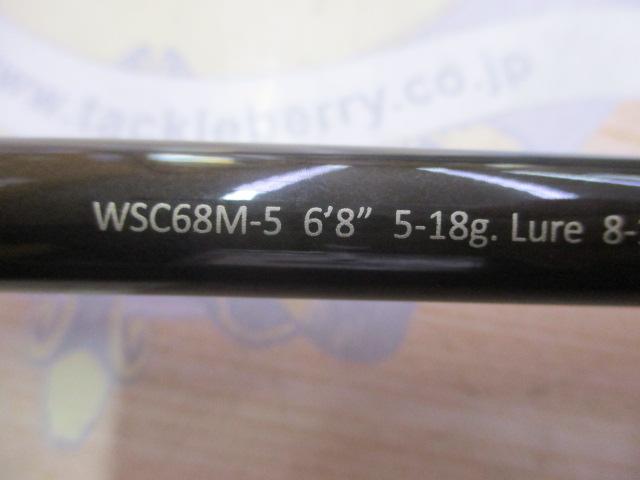 www.tackleberry.co.jp
WSC68M-5 6'8" 5-18g. Lure 8-